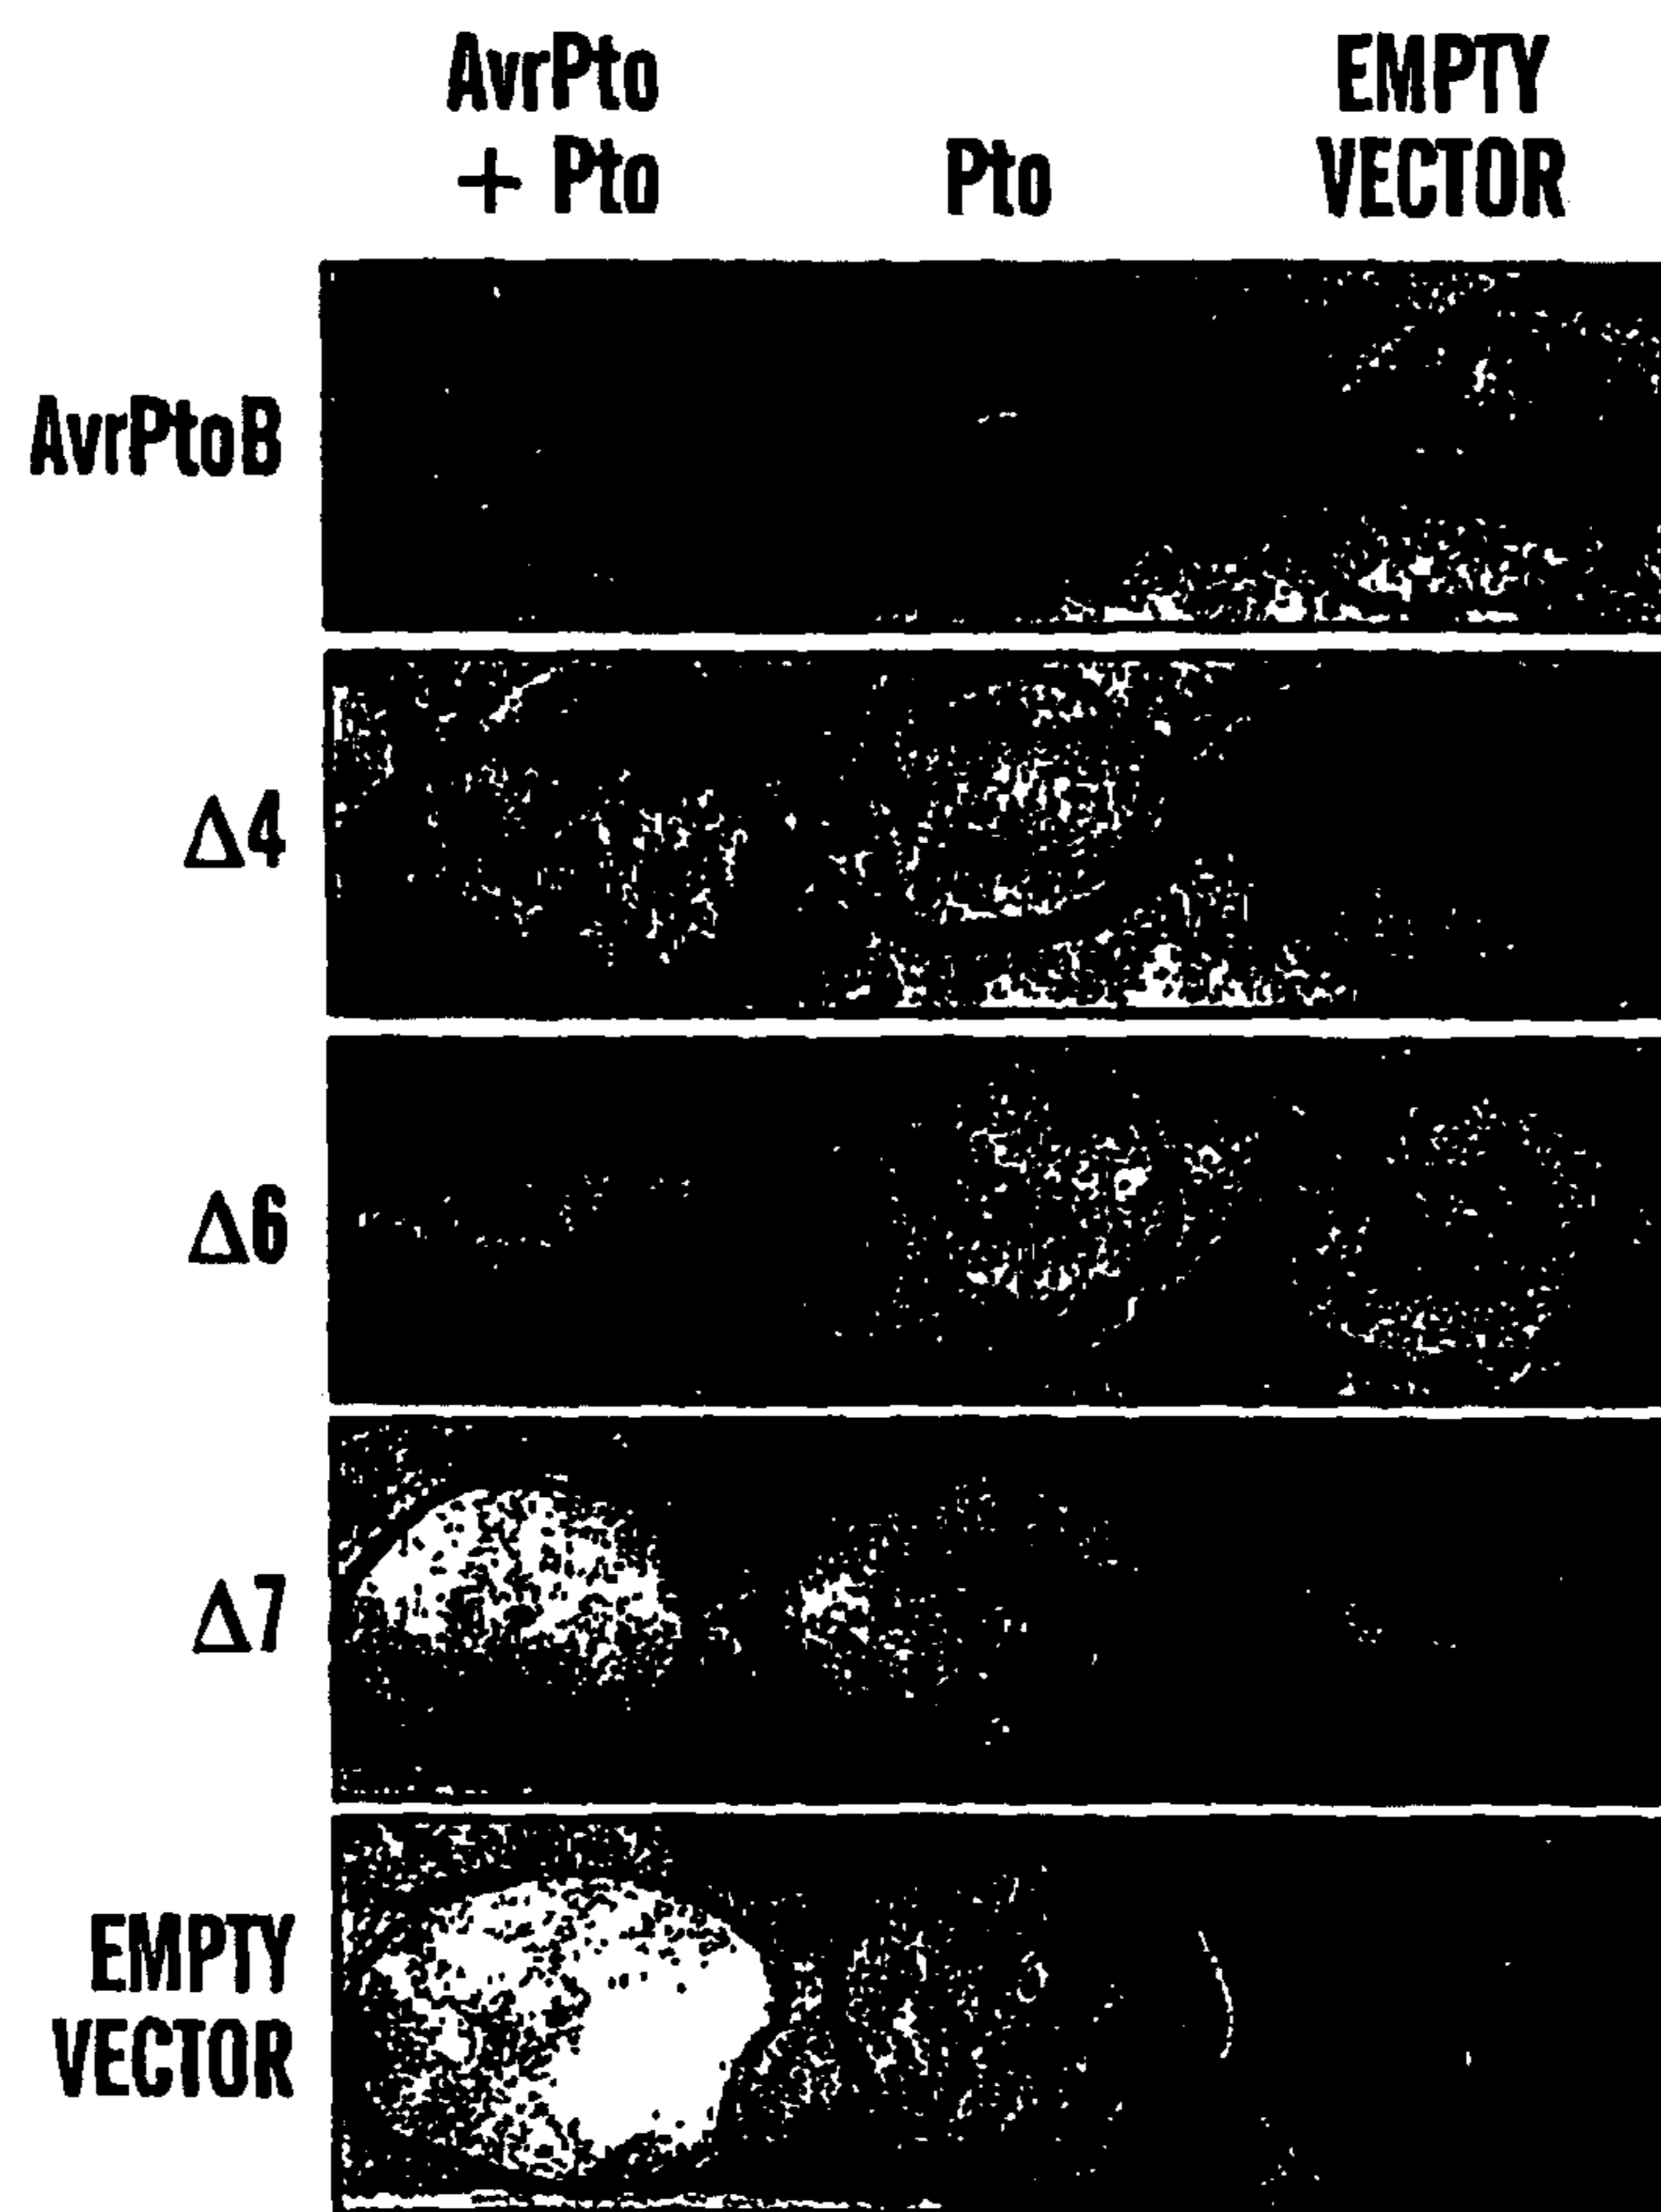 AvrPto
+ Pto
Pto
EMPTY
VECTOR
AvrPtoB
Δ4
Δ6
Δ7
EMPTY
VECTOR